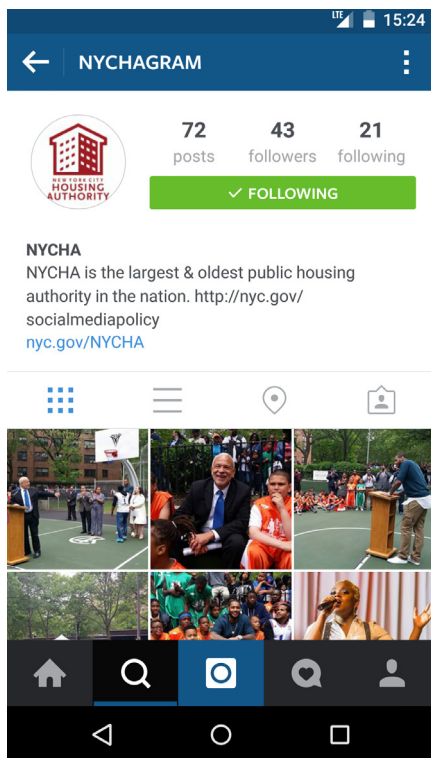 LTE 15:24
NYCHAGRAM
72 43 21
posts followers following
✓ FOLLOWING
NEW YORK CITY
HOUSING
AUTHORITY
NYCHA
NYCHA is the largest & oldest public housing
authority in the nation. http://nyc.gov/
socialmediapolicy
nyc.gov/NYCHA